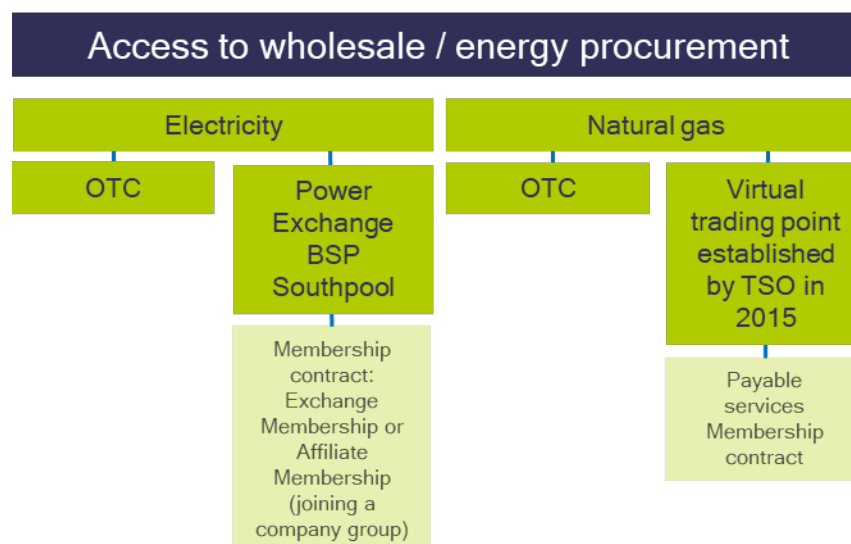 Access to wholesale / energy procurement
Electricity
Natural gas
OTC
Power
Exchange
BSP
Southpool
OTC
Virtual
trading point
established
by TSO in
2015
Membership
contract:
Exchange
Membership or
Affiliate
Membership
(joining a
company group)
Payable
services
Membership
contract